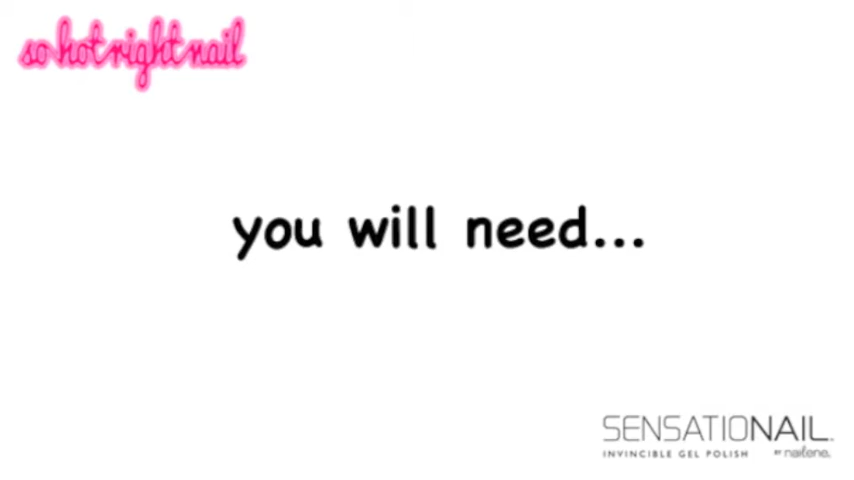 so hot right nail
you will need...
SENSATIONAIL.
INVINCIBLE GEL POLISH BY nailene.